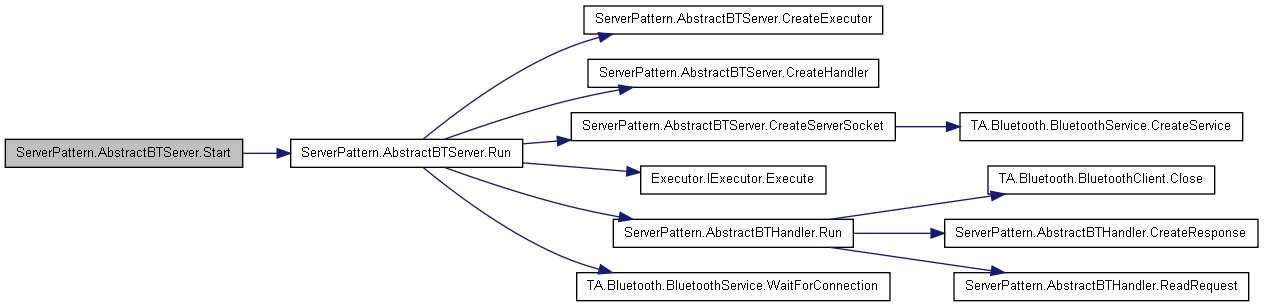 ServerPattern.AbstractBTServer.CreateExecutor
ServerPattern.AbstractBTServer.CreateHandler
ServerPattern.AbstractBTServer.CreateServerSocket
TA.Bluetooth.BluetoothService.CreateService
ServerPattern.AbstractBTServer.Start
ServerPattern.AbstractBTServer.Run
Executor.IExecutor.Execute
TA.Bluetooth.BluetoothClient.Close
ServerPattern.AbstractBTHandler.Run
ServerPattern.AbstractBTHandler.CreateResponse
TA.Bluetooth.BluetoothService.WaitForConnection
ServerPattern.AbstractBTHandler.ReadRequest